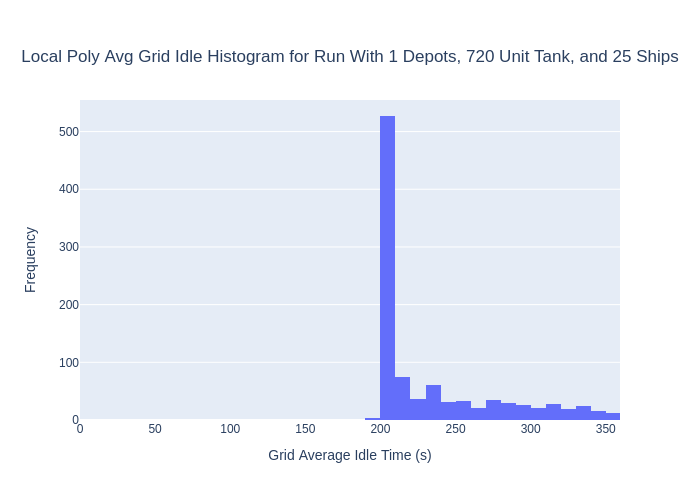 Local Poly Avg Grid Idle Histogram for Run With 1 Depots, 720 Unit Tank, and 25 Ships
500
400
300
200
100
0
Frequency
0 50 100 150 200 250 300 350
Grid Average Idle Time (s)